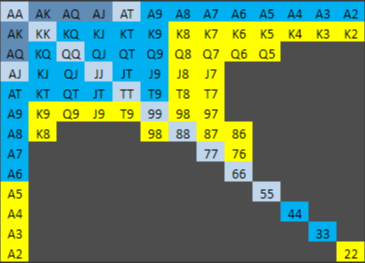 AA AK AQ AJ AT A9 A8 A7 A6 A5 A4 A3 A2
AK KK KQ KJ KT K9 K8 K7 K6 K5 K4 K3 K2
AQ KQ QQ QJ QT Q9 Q8 Q7 Q6 Q5
AJ KJ QJ JJ JT J9 J8 J7
AT KT QT JT TT T9 T8 T7
A9 K9 Q9 J9 T9 99 98 97
A8 K8 98 88 87 86
A7 77 76
A6 66
A5 55
A4 44
A3 33
A2 22